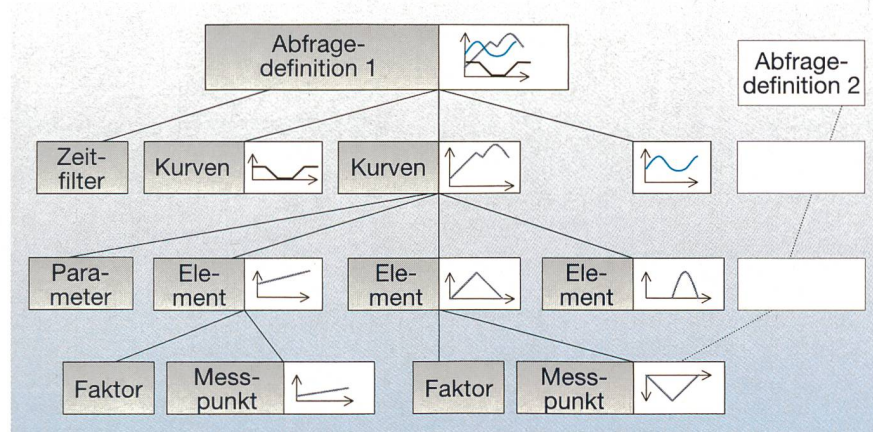 Abfrage-
definition 1
Abfrage-
definition 2
Zeit-
filter
Kurven
Kurven
Para-
meter
Ele-
ment
Ele-
ment
Ele-
ment
Faktor
Mess-
punkt
Faktor
Mess-
punkt